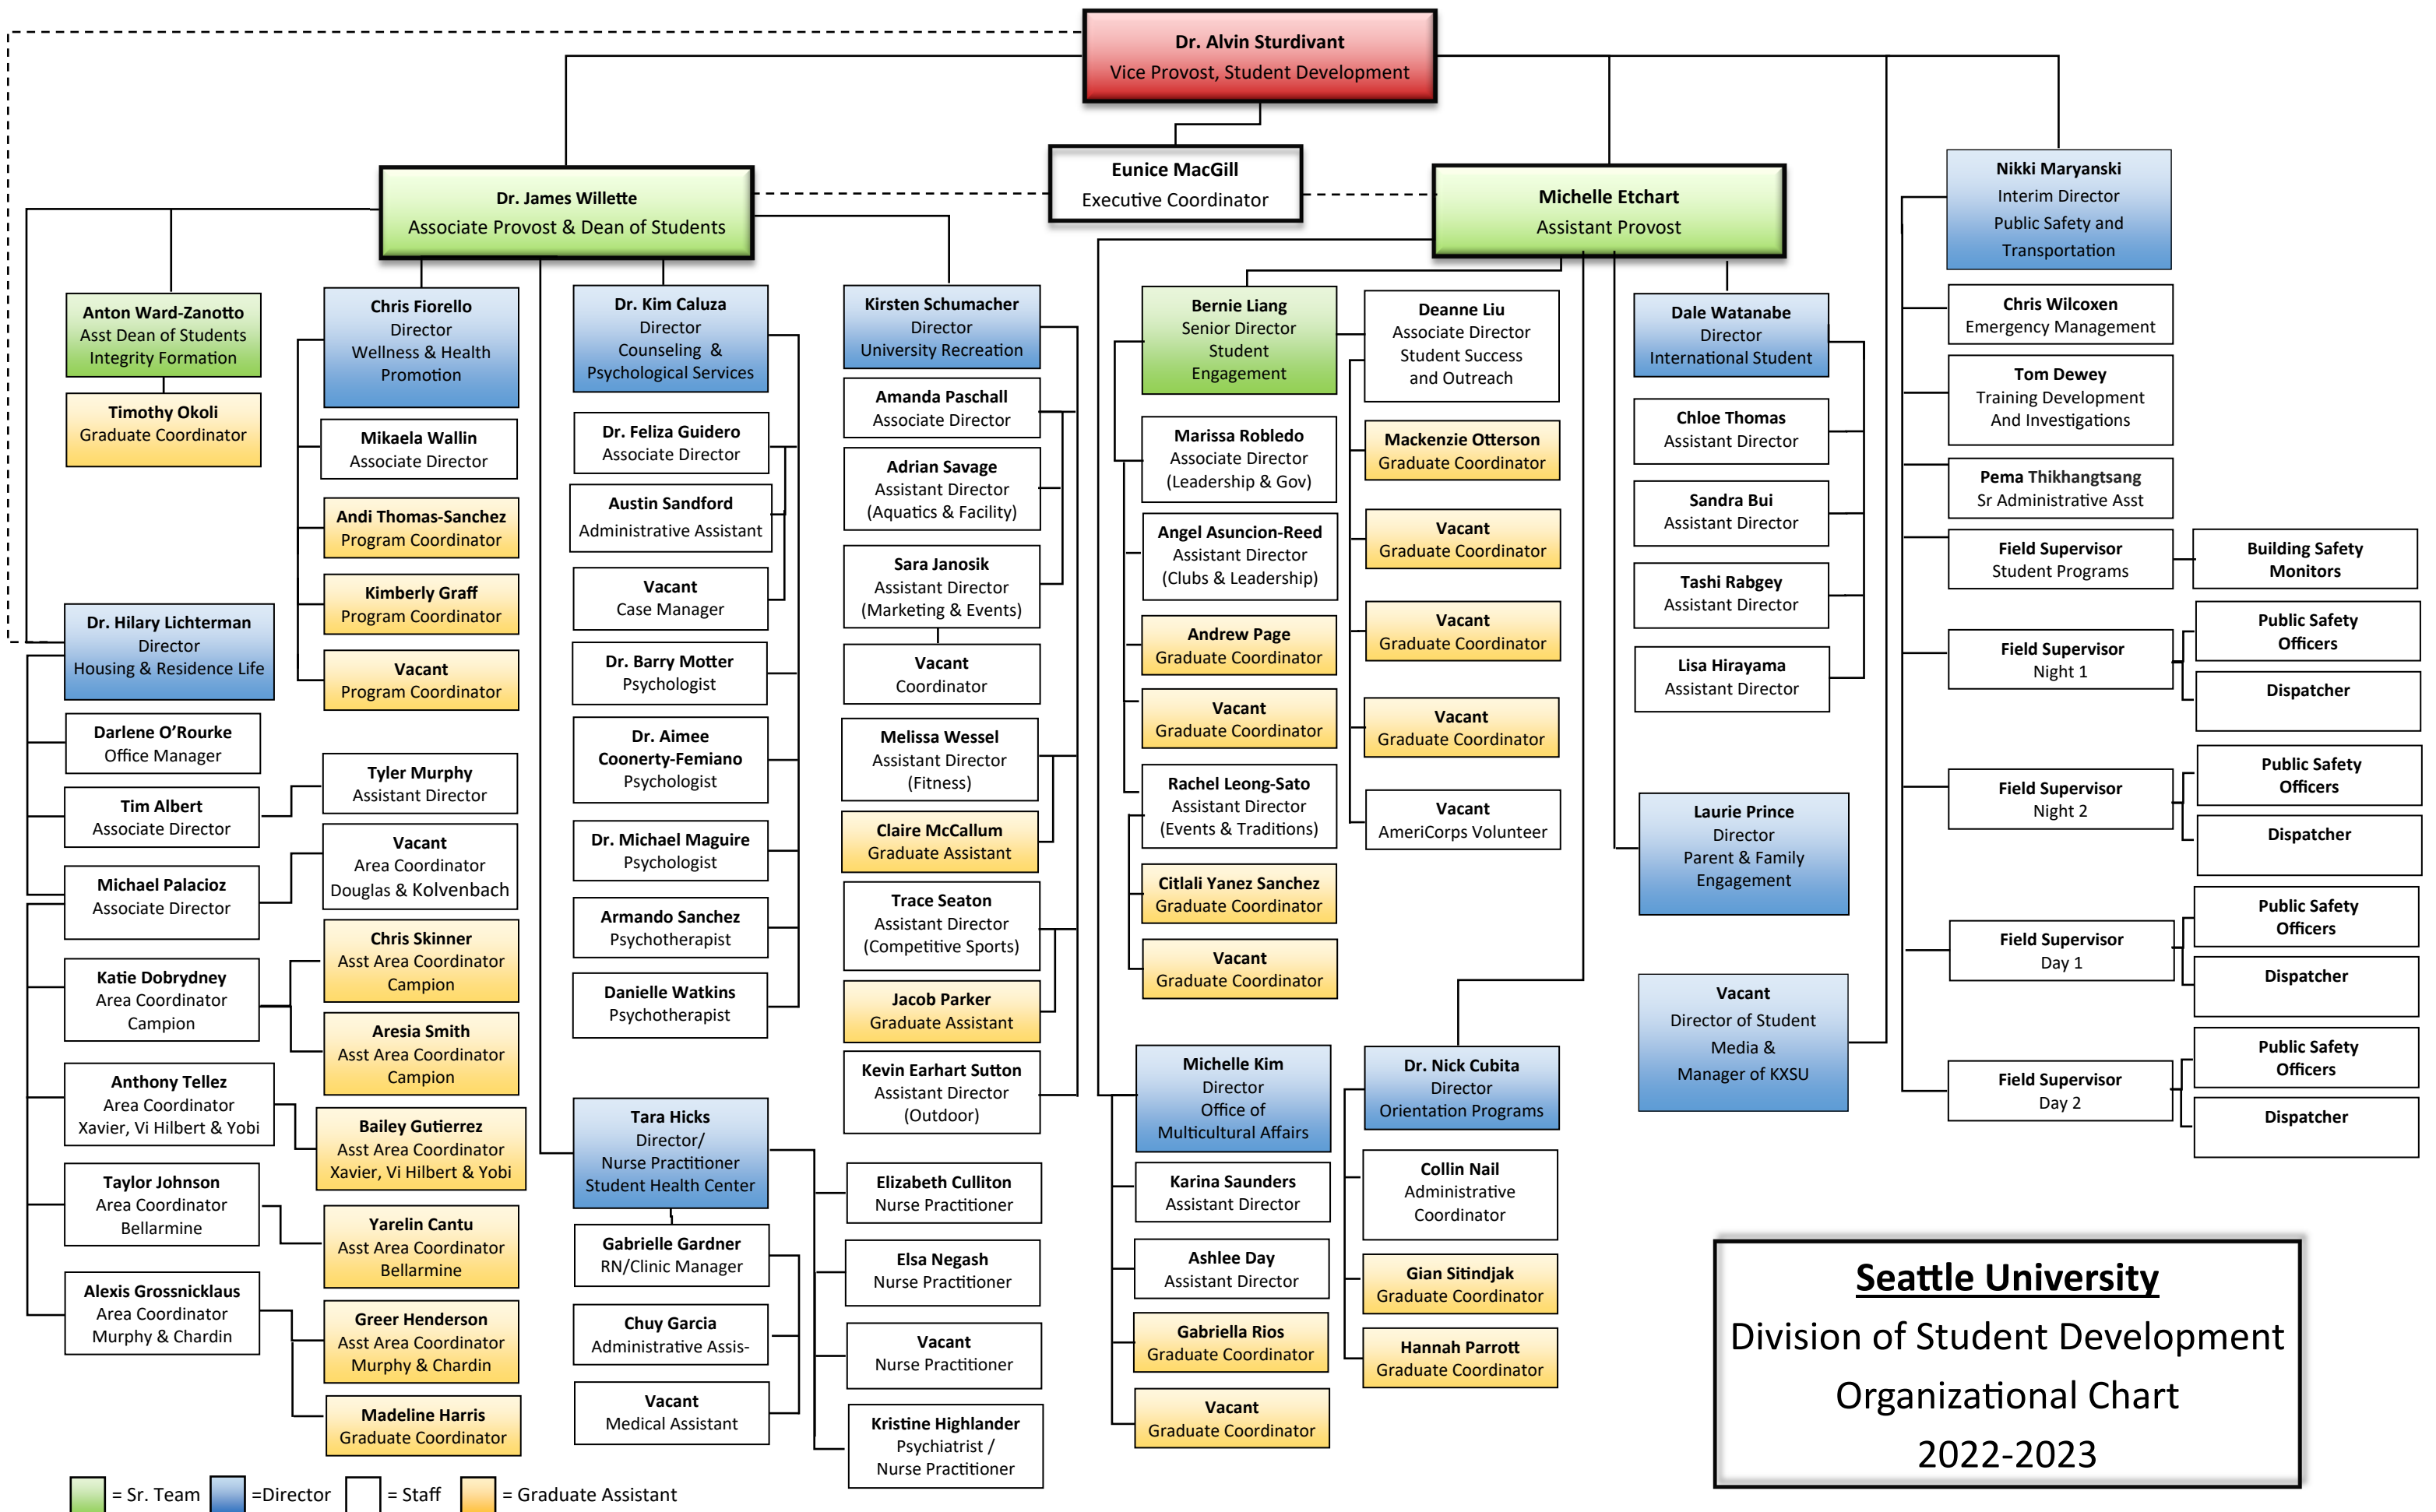 Dr. Alvin Sturdivant
Vice Provost, Student Development
Eunice MacGill
Executive Coordinator
Dr. James Willette
Associate Provost & Dean of Students
Michelle Etchart
Assistant Provost
Nikki Maryanski
Interim Director
Public Safety and
Transportation
Anton Ward-Zanotto
Asst Dean of Students
Integrity Formation
Timothy Okoli
Graduate Coordinator
Dr. Hilary Lichterman
Director
Housing & Residence Life
Darlene O’Rourke
Office Manager
Tim Albert
Associate Director
Michael Palacioz
Associate Director
Katie Dobrydney
Area Coordinator
Campion
Anthony Tellez
Area Coordinator
Xavier, Vi Hilbert & Yobi
Taylor Johnson
Area Coordinator
Bellarmine
Alexis Grossnicklaus
Area Coordinator
Murphy & Chardin
Chris Fiorello
Director
Wellness & Health
Promotion
Mikaela Wallin
Associate Director
Andi Thomas-Sanchez
Program Coordinator
Kimberly Graff
Program Coordinator
Vacant
Program Coordinator
Tyler Murphy
Assistant Director
Vacant
Area Coordinator
Douglas & Kolvenbach
Chris Skinner
Asst Area Coordinator
Campion
Aresia Smith
Asst Area Coordinator
Campion
Bailey Gutierrez
Asst Area Coordinator
Xavier, Vi Hilbert & Yobi
Yarelin Cantu
Asst Area Coordinator
Bellarmine
Greer Henderson
Asst Area Coordinator
Murphy & Chardin
Madeline Harris
Graduate Coordinator
Dr. Kim Caluza
Director
Counseling &
Psychological Services
Dr. Feliza Guidero
Associate Director
Austin Sandford
Administrative Assistant
Vacant
Case Manager
Dr. Barry Motter
Psychologist
Dr. Aimee
Coonerty-Femiano
Psychologist
Dr. Michael Maguire
Psychologist
Armando Sanchez
Psychotherapist
Danielle Watkins
Psychotherapist
Tara Hicks
Director/
Nurse Practitioner
Student Health Center
Gabrielle Gardner
RN/Clinic Manager
Chuy Garcia
Administrative Assis-
Vacant
Medical Assistant
Kirsten Schumacher
Director
University Recreation
Amanda Paschall
Associate Director
Adrian Savage
Assistant Director
(Aquatics & Facility)
Sara Janosik
Assistant Director
(Marketing & Events)
Vacant
Coordinator
Melissa Wessel
Assistant Director
(Fitness)
Claire McCallum
Graduate Assistant
Trace Seaton
Assistant Director
(Competitive Sports)
Jacob Parker
Graduate Assistant
Kevin Earhart Sutton
Assistant Director
(Outdoor)
Elizabeth Culliton
Nurse Practitioner
Elsa Negash
Nurse Practitioner
Vacant
Nurse Practitioner
Kristine Highlander
Psychiatrist /
Nurse Practitioner
Bernie Liang
Senior Director
Student
Engagement
Marissa Robledo
Associate Director
(Leadership & Gov)
Angel Asuncion-Reed
Assistant Director
(Clubs & Leadership)
Andrew Page
Graduate Coordinator
Vacant
Graduate Coordinator
Rachel Leong-Sato
Assistant Director
(Events & Traditions)
Citlali Yanez Sanchez
Graduate Coordinator
Vacant
Graduate Coordinator
Michelle Kim
Director
Office of
Multicultural Affairs
Karina Saunders
Assistant Director
Ashlee Day
Assistant Director
Gabriella Rios
Graduate Coordinator
Vacant
Graduate Coordinator
Deanne Liu
Associate Director
Student Success
and Outreach
Mackenzie Otterson
Graduate Coordinator
Vacant
Graduate Coordinator
Vacant
Graduate Coordinator
Vacant
Graduate Coordinator
Vacant
AmeriCorps Volunteer
Dr. Nick Cubita
Director
Orientation Programs
Collin Nail
Administrative
Coordinator
Gian Sitindjak
Graduate Coordinator
Hannah Parrott
Graduate Coordinator
Dale Watanabe
Director
International Student
Chloe Thomas
Assistant Director
Sandra Bui
Assistant Director
Tashi Rabgey
Assistant Director
Lisa Hirayama
Assistant Director
Laurie Prince
Director
Parent & Family
Engagement
Vacant
Director of Student
Media &
Manager of KXSU
Chris Wilcoxen
Emergency Management
Tom Dewey
Training Development
And Investigations
Pema Thikhangtsang
Sr Administrative Asst
Field Supervisor
Student Programs
Building Safety
Monitors
Field Supervisor
Night 1
Public Safety
Officers
Dispatcher
Field Supervisor
Night 2
Public Safety
Officers
Dispatcher
Field Supervisor
Day 1
Public Safety
Officers
Dispatcher
Field Supervisor
Day 2
Public Safety
Officers
Dispatcher
Seattle University
Division of Student Development
Organizational Chart
2022-2023
= Sr. Team =Director = Staff = Graduate Assistant